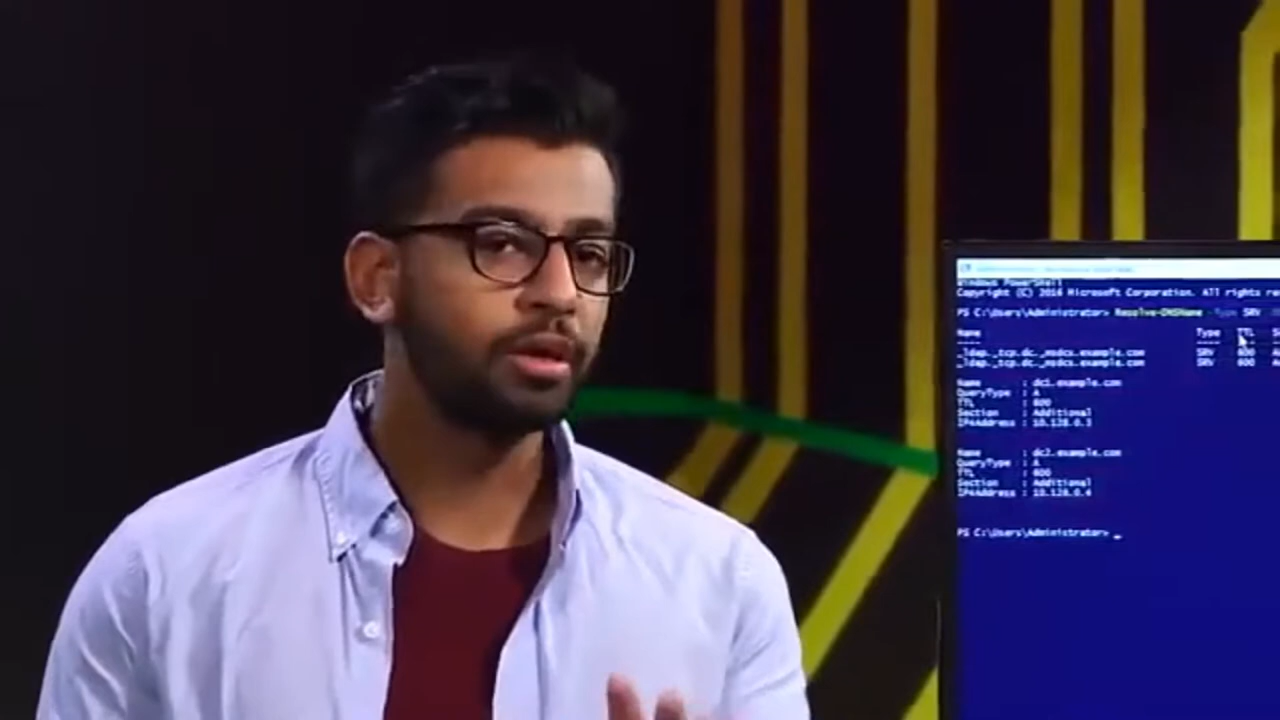 Windows PowerShell
Copyright (C) 2016 Microsoft Corporation. All rights re
PS C:\Users\Administrator> Resolve-DNSName -Type SRV
Name Type TTL S
---- ---- --- -
_ldap._tcp.dc._msdcs.example.com SRV 600 A
_ldap._tcp.dc._msdcs.example.com SRV 600 A
Name : dc1.example.com
QueryType : A
TTL : 600
Section : Additional
IP4Address : 10.128.0.3
Name : dc2.example.com
QueryType : A
TTL : 600
Section : Additional
IP4Address : 10.128.0.4
PS C:\Users\Administrator> _